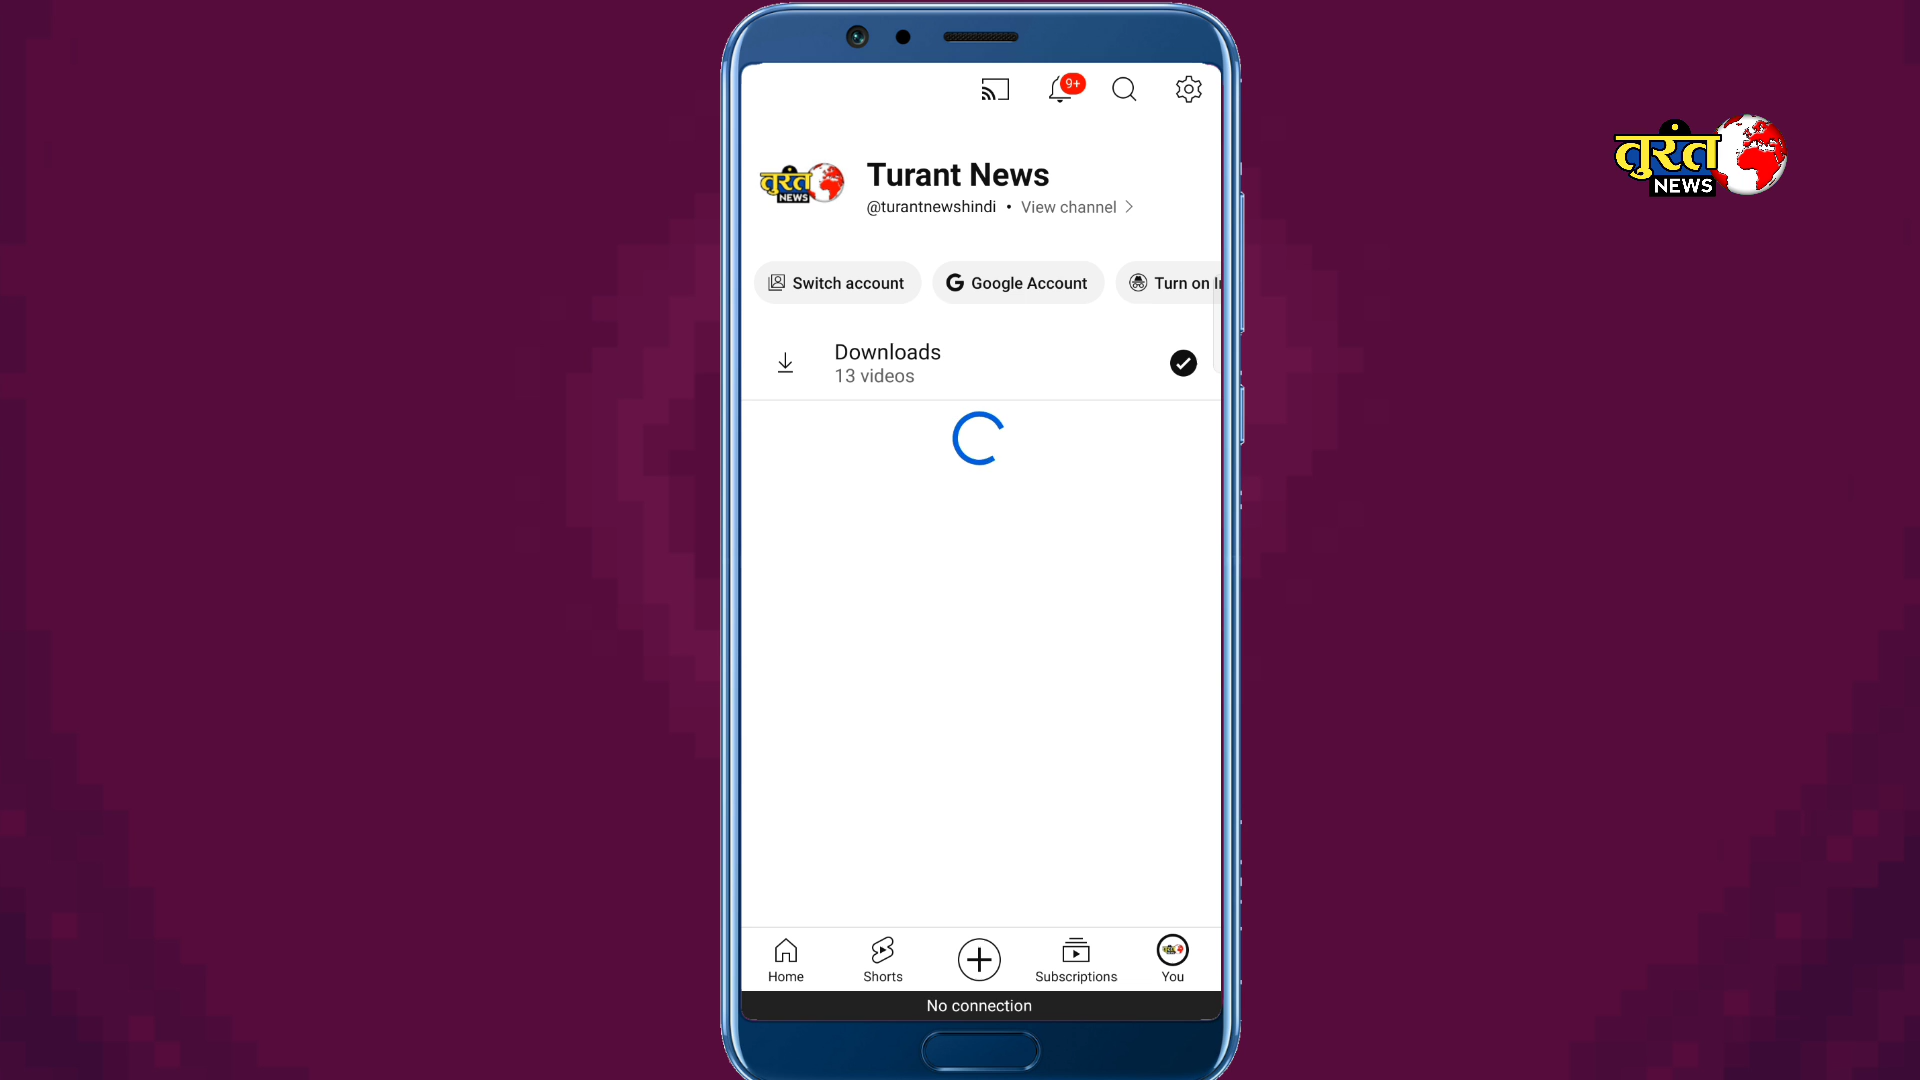 9+
Turant News
@turantnewshindi • View channel
तुरंत
NEWS
तुरंत
NEWS
Switch account
Google Account
Turn on I
Downloads
13 videos
Home
Shorts
Subscriptions
You
No connection